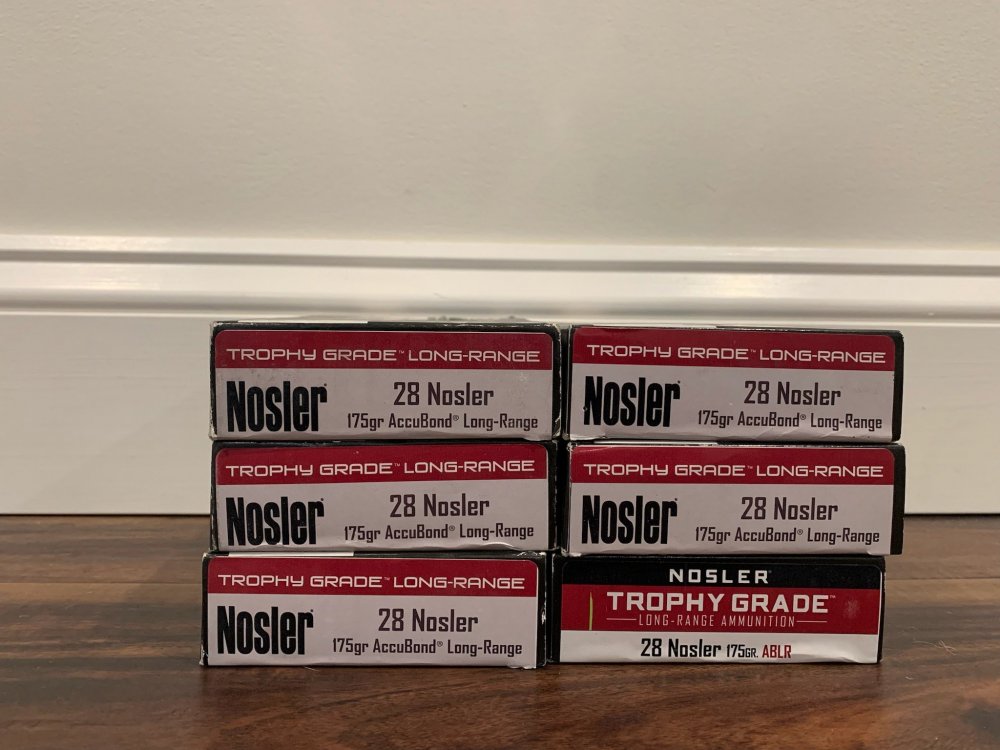 TROPHY GRADE™ LONG-RANGE
Nosler®
28 Nosler
175gr AccuBond® Long-Range
TROPHY GRADE™ LONG-RANGE
Nosler®
28 Nosler
175gr AccuBond® Long-Range
TROPHY GRADE™ LONG-RANGE
Nosler®
28 Nosler
175gr AccuBond® Long-Range
TROPHY GRADE™ LONG-RANGE
Nosler®
28 Nosler
175gr AccuBond® Long-Range
TROPHY GRADE™ LONG-RANGE
Nosler®
28 Nosler
175gr AccuBond® Long-Range
NOSLER®
TROPHY GRADE™
LONG-RANGE AMMUNITION
28 Nosler 175GR. ABLR